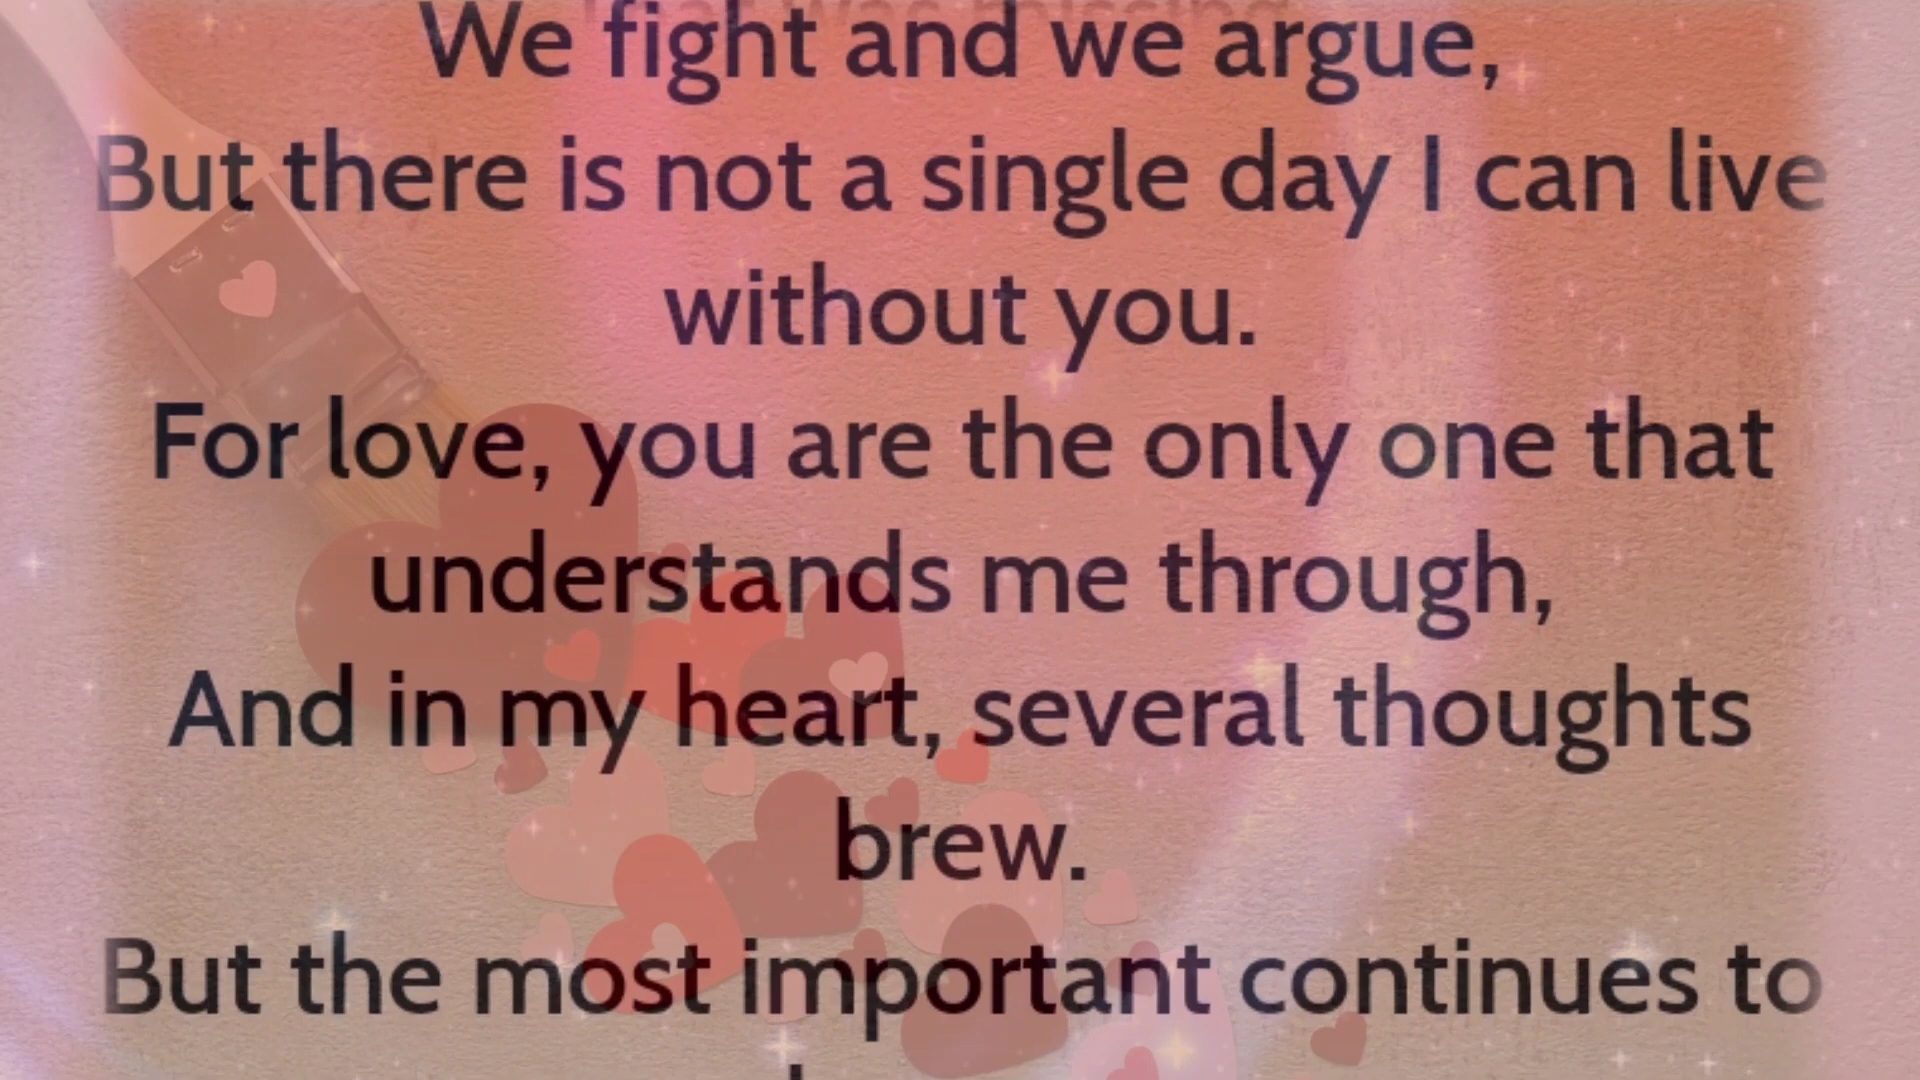 We fight and we argue,
But there is not a single day I can live
without you.
For love, you are the only one that
understands me through,
And in my heart, several thoughts
brew.
But the most important continues to